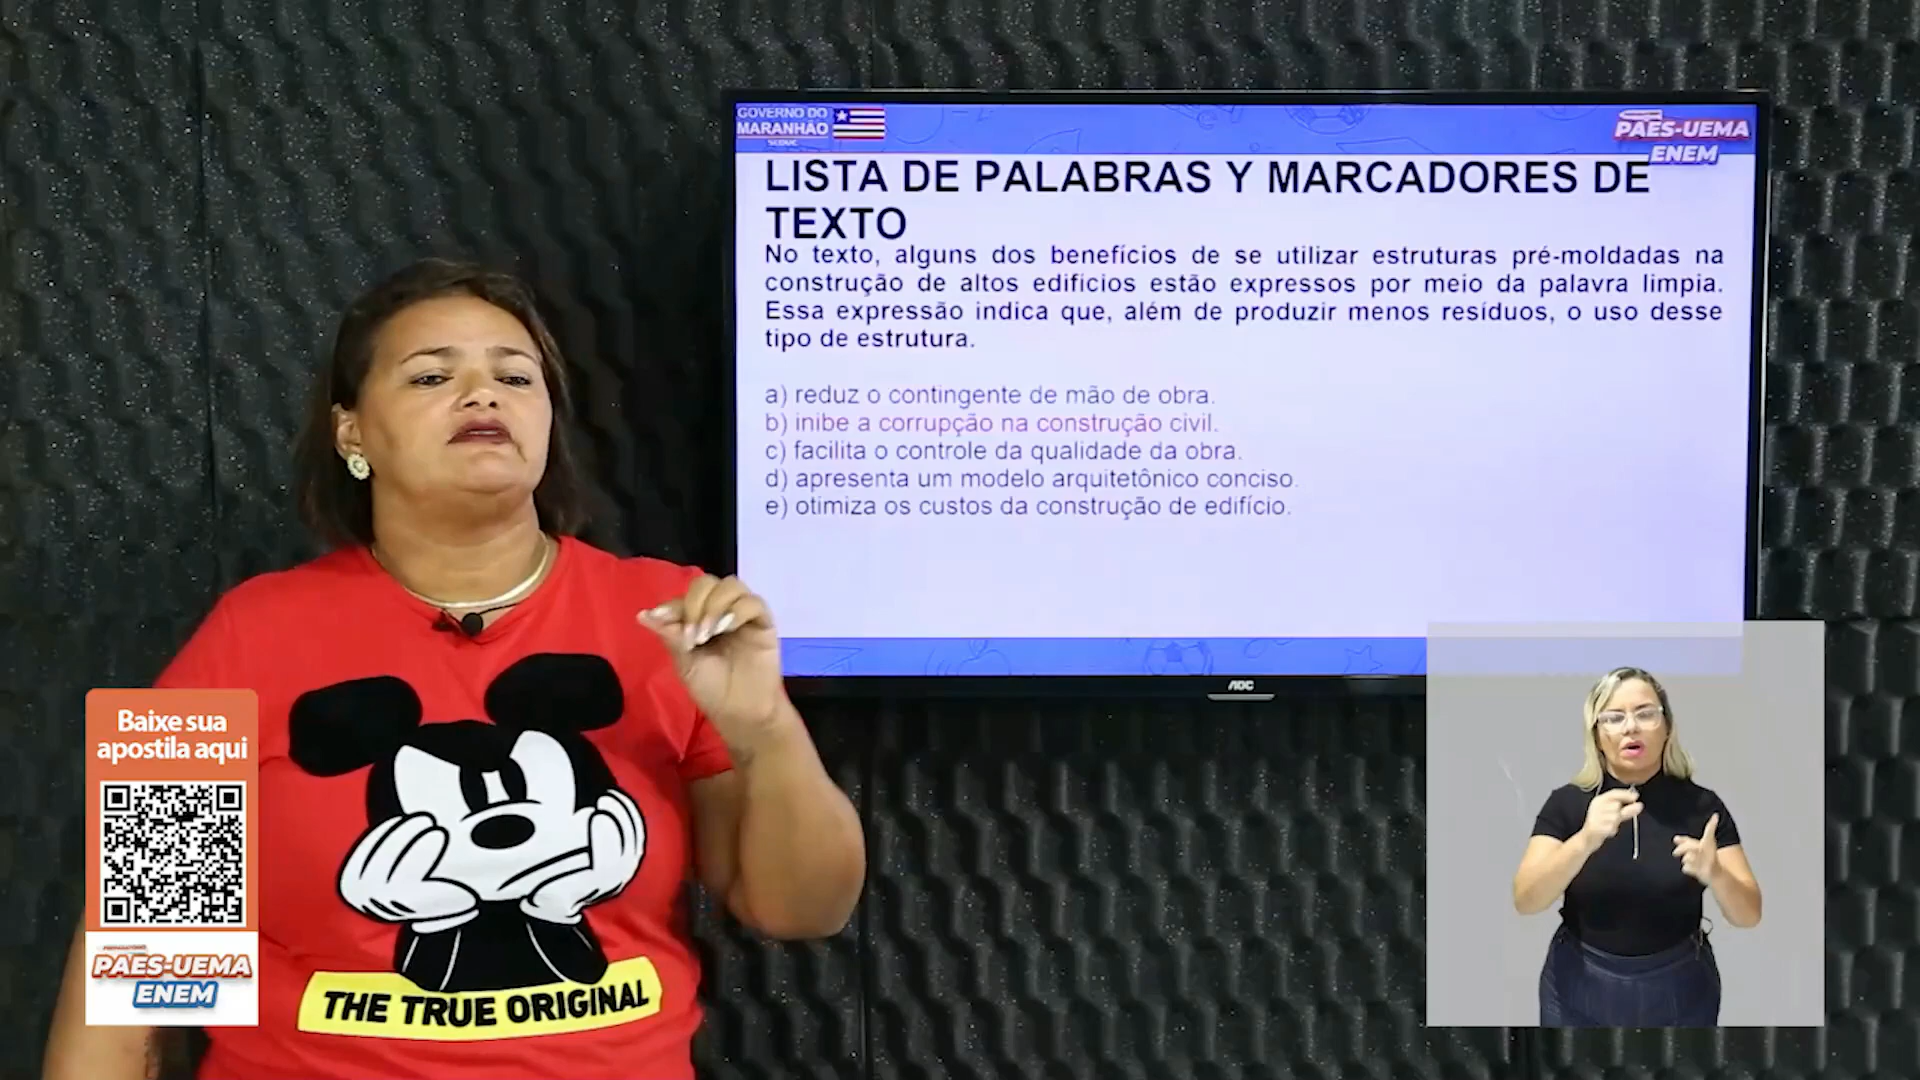 GOVERNO DO
MARANHÃO
SEDUC
PAES-UEMA
ENEM
LISTA DE PALABRAS Y MARCADORES DE
TEXTO
No texto, alguns dos benefícios de se utilizar estruturas pré-moldadas na
construção de altos edificios estão expressos por meio da palavra limpia.
Essa expressão indica que, além de produzir menos resíduos, o uso desse
tipo de estrutura.
a) reduz o contingente de mão de obra.
b) inibe a corrupção na construção civil.
c) facilita o controle da qualidade da obra.
d) apresenta um modelo arquitetônico conciso.
e) otimiza os custos da construção de edifício.
AOC
Baixe sua
apostila aqui
PREPARATÓRIO
PAES-UEMA
ENEM
THE TRUE ORIGINAL